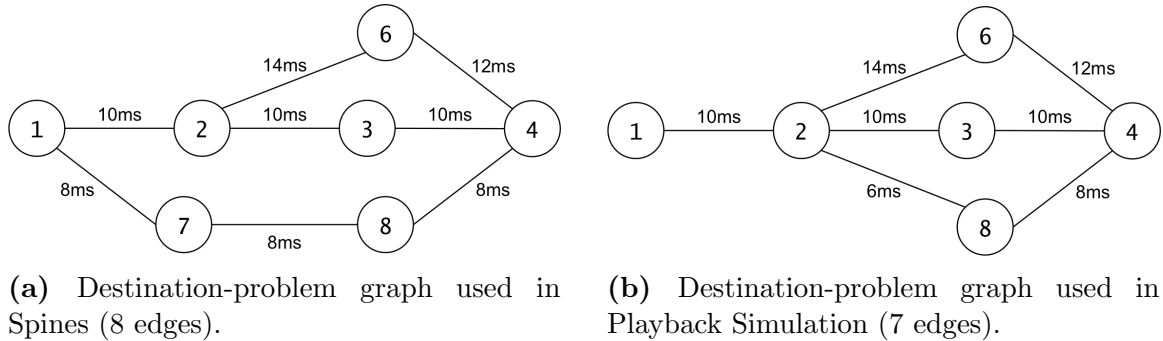 6
14ms
12ms
1
10ms
2
10ms
3
10ms
4
8ms
8ms
7
8ms
8
(a) Destination-problem graph used in
Spines (8 edges).
6
14ms
12ms
1
10ms
2
10ms
3
10ms
4
6ms
8ms
8
(b) Destination-problem graph used in
Playback Simulation (7 edges).